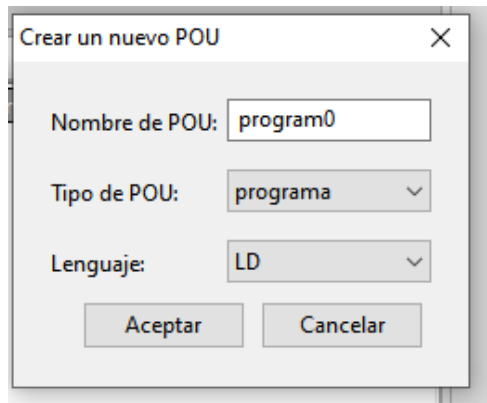 Crear un nuevo POU
Nombre de POU: program0
Tipo de POU: programa
Lenguaje: LD
Aceptar Cancelar